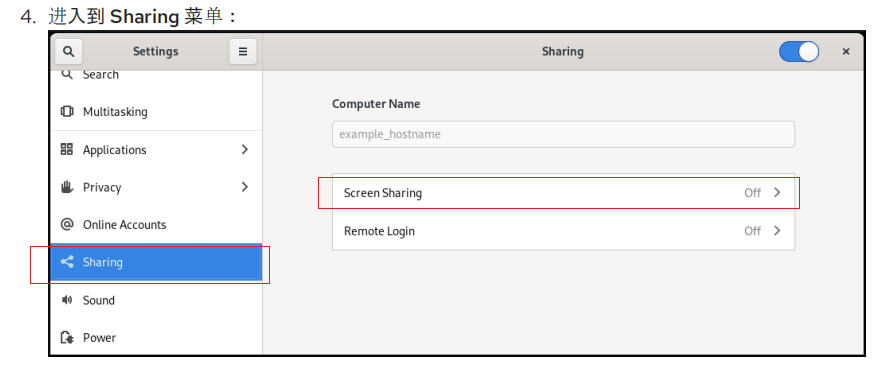 4. 进入到 Sharing 菜单：
Settings
Sharing
Search
Multitasking
Applications
Privacy
Online Accounts
Sharing
Sound
Power
Computer Name
example_hostname
Screen Sharing Off
Remote Login Off